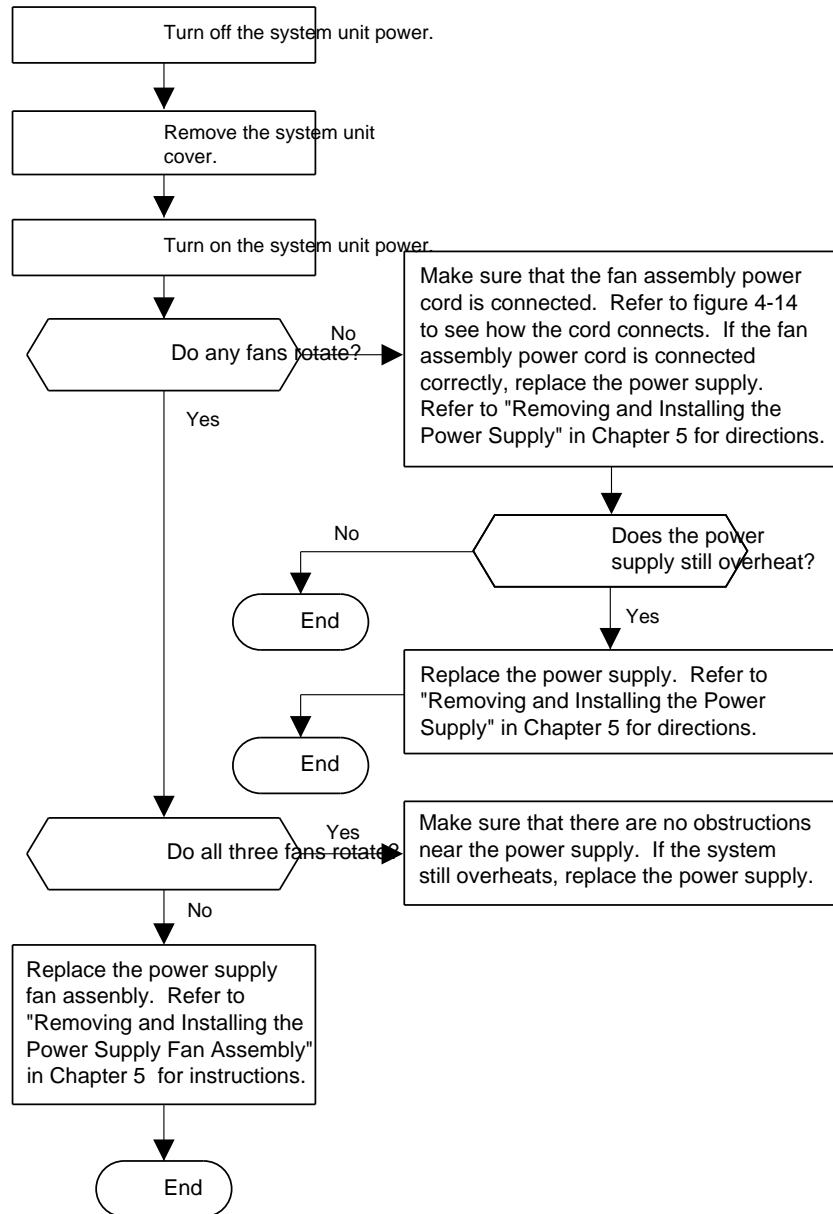 Turn off the system unit power.
Remove the system unit
cover.
Turn on the system unit power.
Do any fans rotate?
No
Yes
Make sure that the fan assembly power
cord is connected.  Refer to figure 4-14
to see how the cord connects.  If the fan
assembly power cord is connected
correctly, replace the power supply.
Refer to "Removing and Installing the
Power Supply" in Chapter 5 for directions.
Does the power
supply still overheat?
No
End
Yes
Replace the power supply.  Refer to
"Removing and Installing the Power
Supply" in Chapter 5 for directions.
End
Do all three fans rotate?
Yes
Make sure that there are no obstructions
near the power supply.  If the system
still overheats, replace the power supply.
No
Replace the power supply
fan assenbly.  Refer to
"Removing and Installing the
Power Supply Fan Assembly"
in Chapter 5  for instructions.
End